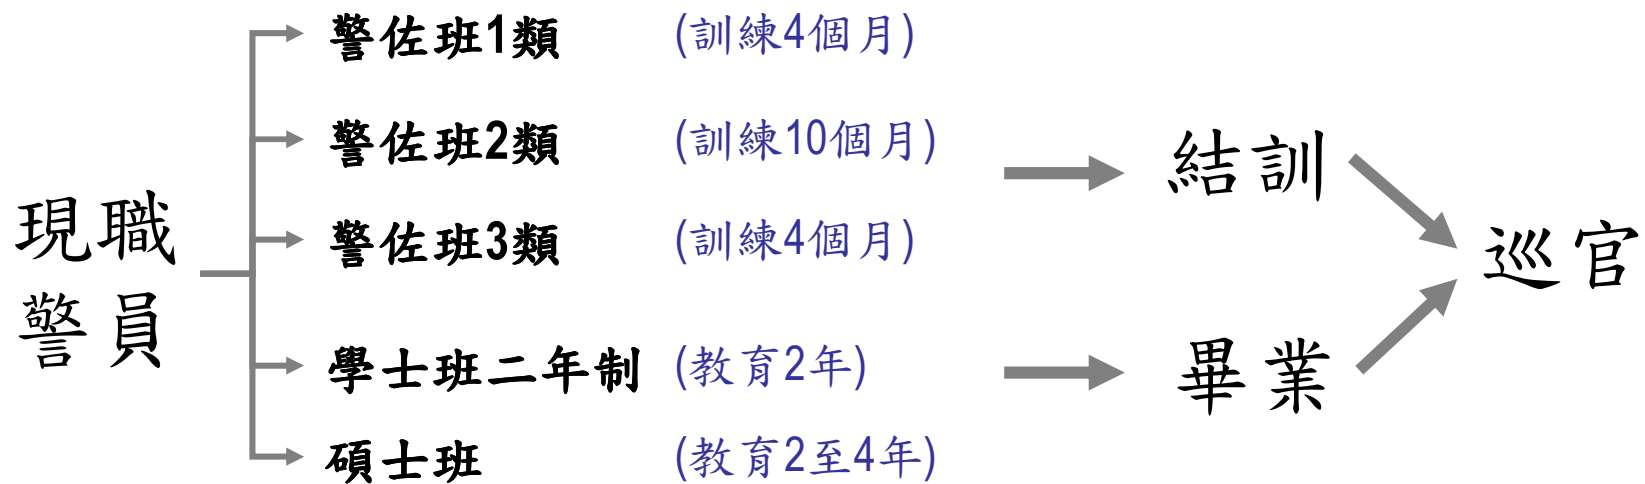 現職
警員
警佐班1類 (訓練4個月)
警佐班2類 (訓練10個月)
警佐班3類 (訓練4個月)
學士班二年制 (教育2年)
碩士班 (教育2至4年)
結訓
畢業
巡官